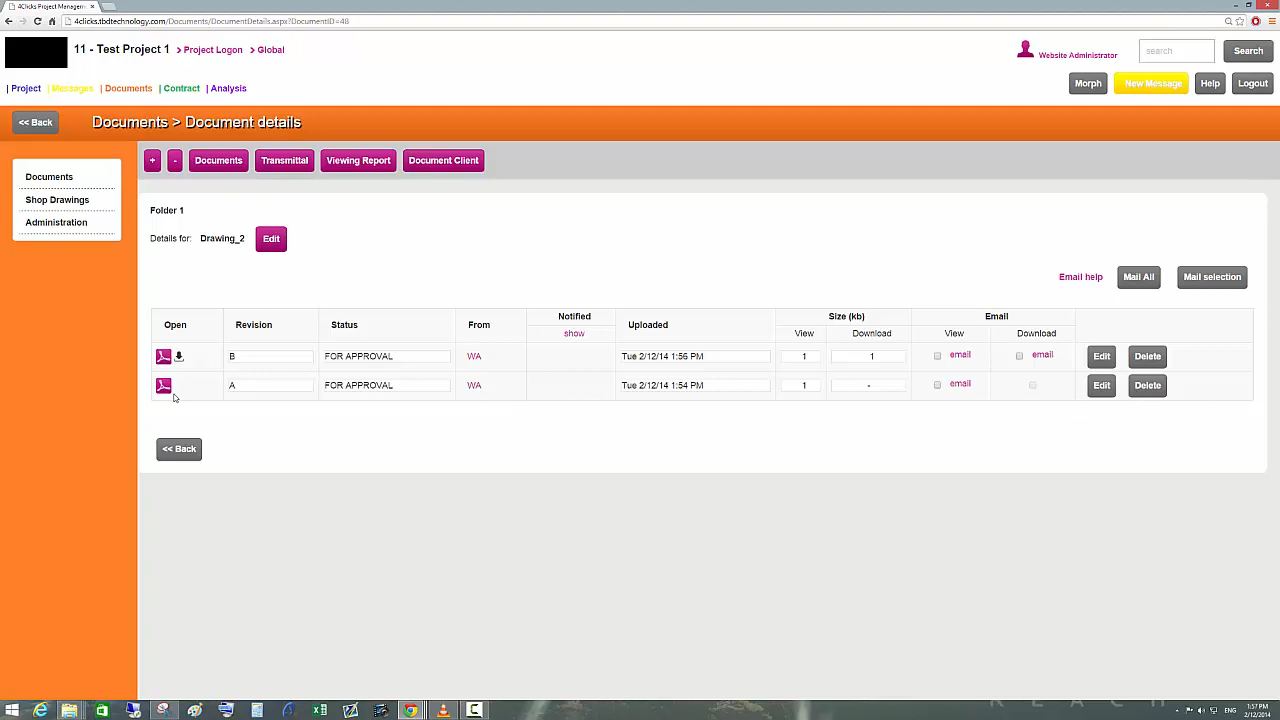 4Clicks Project Managem
4clicks.tbdtechnology.com/Documents/DocumentDetails.aspx?DocumentID=48
11 - Test Project 1 > Project Logon > Global
Website Administrator
search
Search
| Project | Messages | Documents | Contract | Analysis
Morph
New Message
Help
Logout
<< Back
Documents > Document details
+
-
Documents
Transmittal
Viewing Report
Document Client
Documents
Shop Drawings
Administration
Folder 1
Details for: Drawing_2 Edit
Email help
Mail All
Mail selection
Open Revision Status From Notified Uploaded Size (kb) Email
show View Download View Download
B FOR APPROVAL WA Tue 2/12/14 1:56 PM 1 1 email email Edit Delete
A FOR APPROVAL WA Tue 2/12/14 1:54 PM 1 - email Edit Delete
<< Back
R E A C H
ENG
1:57 PM
2/12/2014